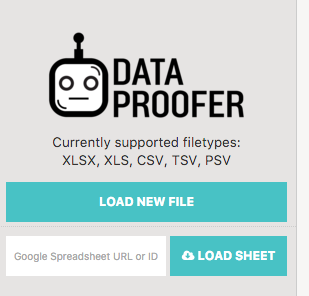 DATA
PROOFER
Currently supported filetypes:
XLSX, XLS, CSV, TSV, PSV
LOAD NEW FILE
Google Spreadsheet URL or ID
LOAD SHEET